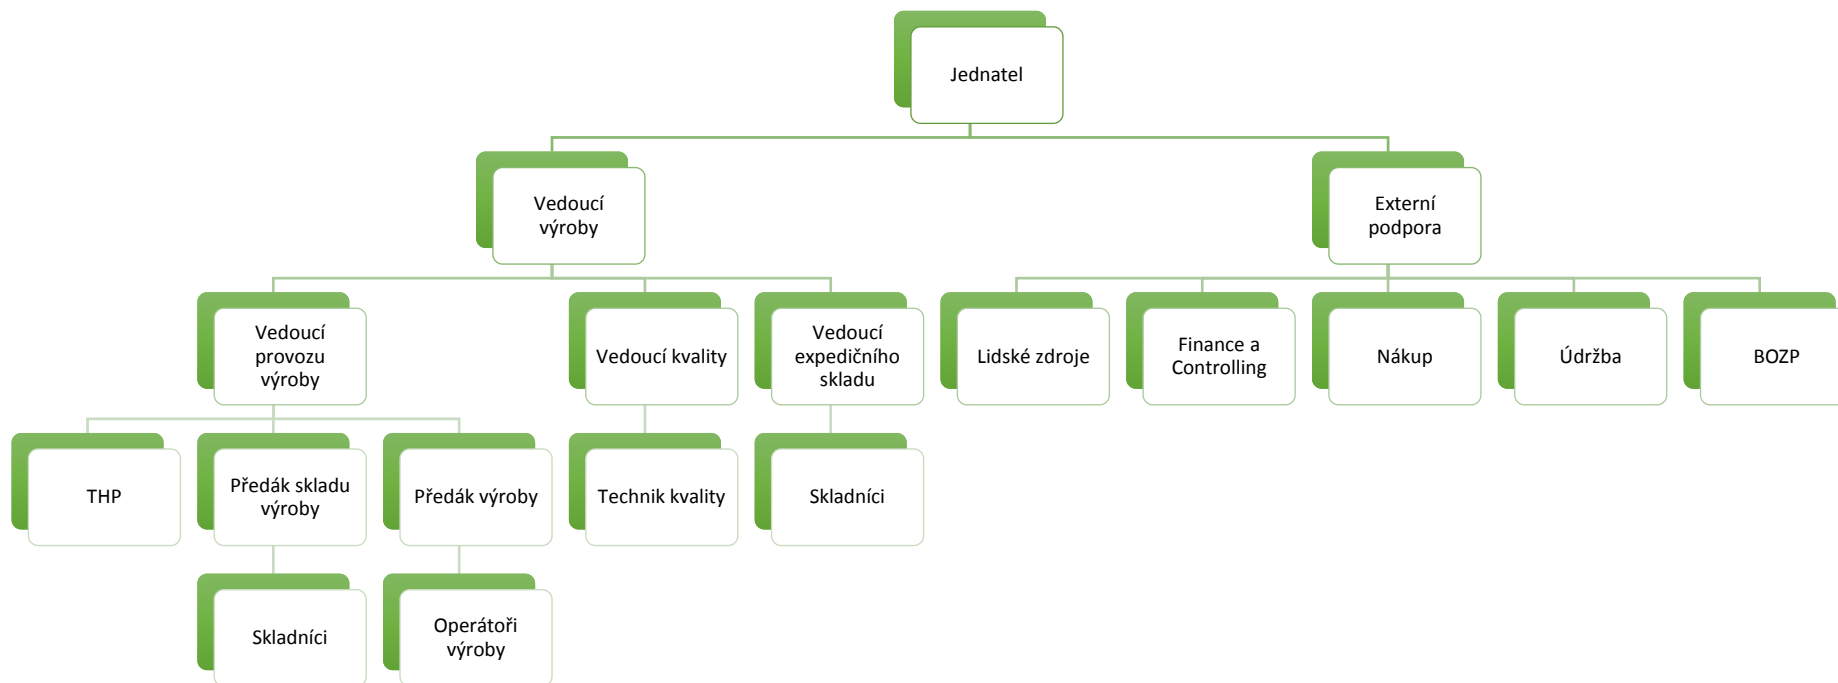 Jednatel
Vedoucí
výroby
Externí
podpora
Vedoucí
provozu
výroby
Vedoucí kvality
Vedoucí
expedičního
skladu
Lidské zdroje
Finance a
Controlling
Nákup
Údržba
BOZP
THP
Předák skladu
výroby
Předák výroby
Technik kvality
Skladníci
Skladníci
Operátoři
výroby